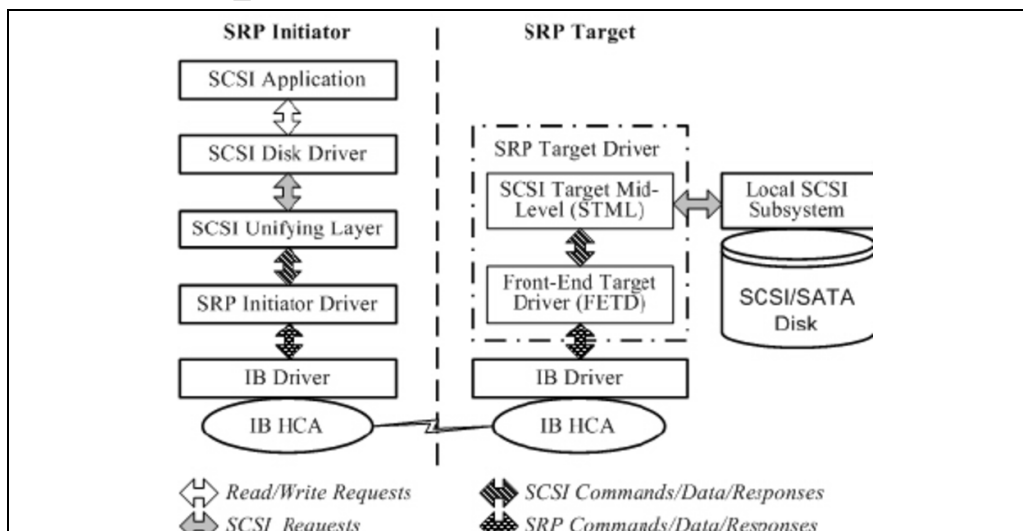 SRP Initiator
SRP Target
SCSI Application
SCSI Disk Driver
SCSI Unifying Layer
SRP Initiator Driver
IB Driver
IB HCA
SRP Target Driver
SCSI Target Mid-
Level (STML)
Front-End Target
Driver (FETD)
IB Driver
IB HCA
Local SCSI
Subsystem
SCSI/SATA
Disk
Read/Write Requests
SCSI Requests
SCSI Commands/Data/Responses
SRP Commands/Data/Responses